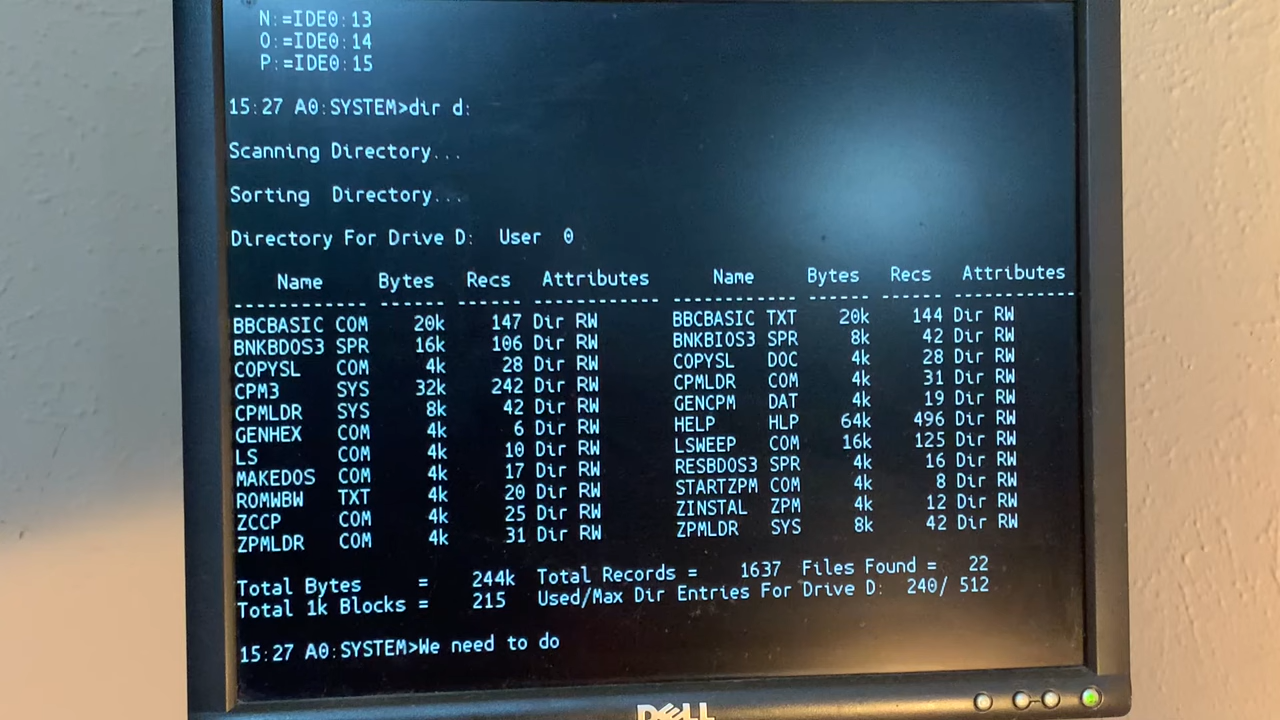 N:=IDE0:13
O:=IDE0:14
P:=IDE0:15
15:27 A0:SYSTEM>dir d:
Scanning Directory...
Sorting  Directory...
Directory For Drive D:  User  0
Name Bytes Recs Attributes Name Bytes Recs Attributes
------------ ------ ------ ------------ ------------ ------ ------ ------------
BBCBASIC COM 20k 147 Dir RW BBCBASIC TXT 20k 144 Dir RW
BNKBDOS3 SPR 16k 106 Dir RW BNKBIOS3 SPR 8k 42 Dir RW
COPYSL COM 4k 28 Dir RW COPYSL DOC 4k 28 Dir RW
CPM3 SYS 32k 242 Dir RW CPMLDR COM 4k 31 Dir RW
CPMLDR SYS 8k 42 Dir RW GENCPM DAT 4k 19 Dir RW
GENHEX COM 4k 6 Dir RW HELP HLP 64k 496 Dir RW
LS COM 4k 10 Dir RW LSWEEP COM 16k 125 Dir RW
MAKEDOS COM 4k 17 Dir RW RESBDOS3 SPR 4k 16 Dir RW
ROMWBW TXT 4k 20 Dir RW STARTZPM COM 4k 8 Dir RW
ZCCP COM 4k 25 Dir RW ZINSTAL ZPM 4k 12 Dir RW
ZPMLDR COM 4k 31 Dir RW ZPMLDR SYS 8k 42 Dir RW
Total Bytes = 244k Total Records = 1637 Files Found = 22
Total 1k Blocks = 215 Used/Max Dir Entries For Drive D: 240/ 512
15:27 A0:SYSTEM>We need to do
DELL